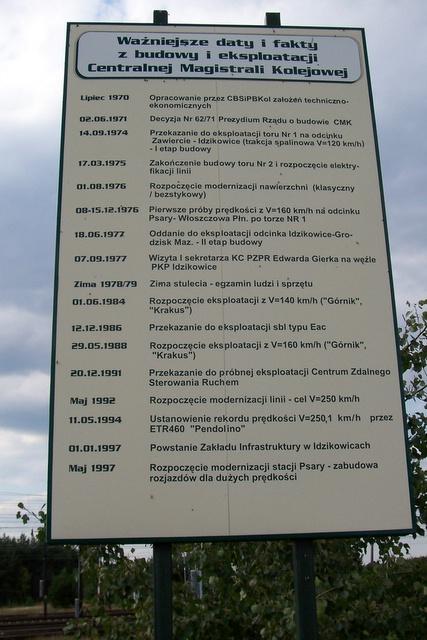 Ważniejsze daty i fakty
z budowy i eksploatacji
Centralnej Magistrali Kolejowej
Lipiec 1970 Opracowanie przez CBSiPBKol założeń techniczno-
ekonomicznych
02.06.1971 Decyzja Nr 62/71 Prezydium Rządu o budowie CMK
14.09.1974 Przekazanie do eksploatacji toru Nr 1 na odcinku
Zawiercie - Idzikowice (trakcja spalinowa V=120 km/h)
- I etap budowy
17.03.1975 Zakończenie budowy toru Nr 2 i rozpoczęcie elektry-
fikacji linii
01.08.1976 Rozpoczęcie modernizacji nawierzchni (klasyczny
/ bezstykowy)
08-15.12.1976 Pierwsze próby prędkości z V=160 km/h na odcinku
Psary- Włoszczowa Płn. po torze NR 1
18.06.1977 Oddanie do eksploatacji odcinka Idzikowice-Gro-
dzisk Maz. - II etap budowy
07.09.1977 Wizyta I sekretarza KC PZPR Edwarda Gierka na węźle
PKP Idzikowice
Zima 1978/79 Zima stulecia - egzamin ludzi i sprzętu
01.06.1984 Rozpoczęcie eksploatacji z V=140 km/h ("Górnik",
"Krakus")
12.12.1986 Przekazanie do eksploatacji sbl typu Eac
29.05.1988 Rozpoczęcie eksploatacji z V=160 km/h ("Górnik",
"Krakus")
20.12.1991 Przekazanie do próbnej eksploatacji Centrum Zdalnego
Sterowania Ruchem
Maj 1992 Rozpoczęcie modernizacji linii - cel V=250 km/h
11.05.1994 Ustanowienie rekordu prędkości V=250,1 km/h przez
ETR460 "Pendolino"
01.01.1997 Powstanie Zakładu Infrastruktury w Idzikowicach
Maj 1997 Rozpoczęcie modernizacji stacji Psary - zabudowa
rozjazdów dla dużych prędkości